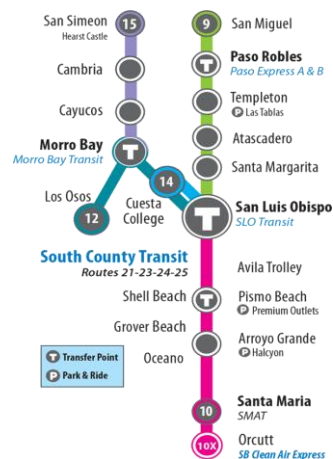 San Simeon
Hearst Castle
15
9
San Miguel
Cambria
T
Paso Robles
Paso Express A & B
Cayucos
Templeton
P Las Tablas
Atascadero
Morro Bay
Morro Bay Transit
T
Santa Margarita
14
Los Osos
12
Cuesta
College
T
San Luis Obispo
SLO Transit
South County Transit
Routes 21-23-24-25
Avila Trolley
Shell Beach
T
Pismo Beach
P Premium Outlets
Grover Beach
Arroyo Grande
P Halcyon
Oceano
T Transfer Point
P Park & Ride
10
Santa Maria
SMAT
10X
Orcutt
SB Clean Air Express